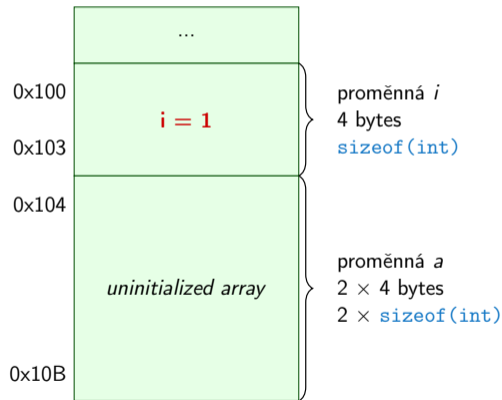 ...
0x100
i = 1
0x103
proměnná i
4 bytes
sizeof(int)
0x104
uninitialized array
0x10B
proměnná a
2 × 4 bytes
2 × sizeof(int)